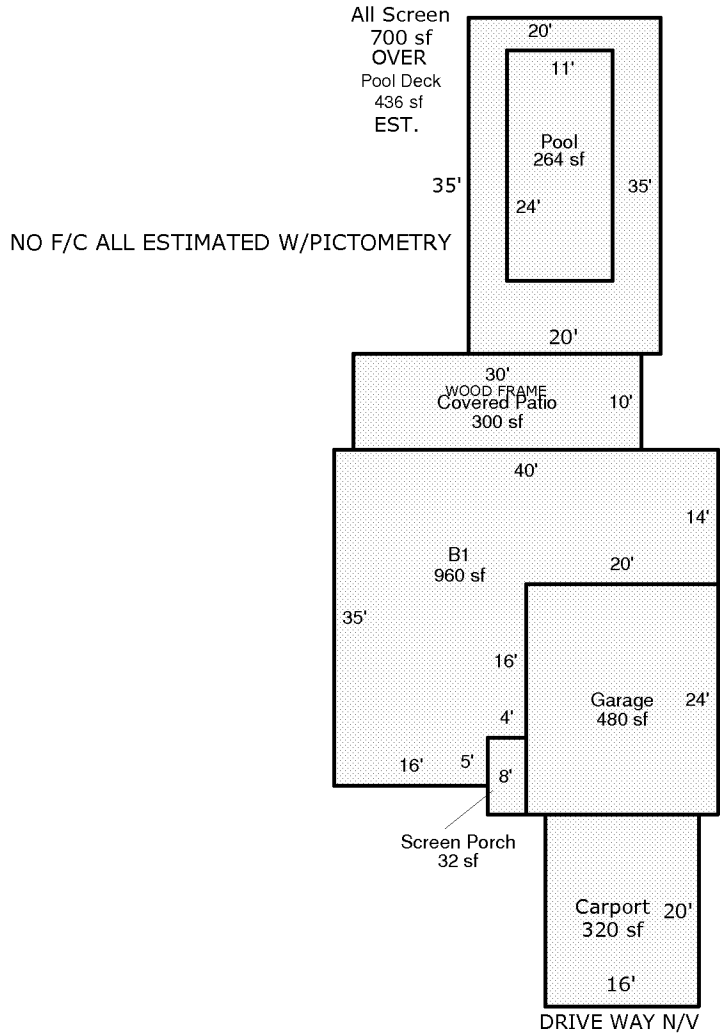 All Screen
700 sf
OVER
Pool Deck
436 sf
EST.
20'
11'
Pool
264 sf
35'
24'
35'
NO F/C ALL ESTIMATED W/PICTOMETRY
20'
30'
WOOD FRAME
Covered Patio
10'
300 sf
40'
14'
B1
960 sf
20'
35'
16'
Garage
480 sf
24'
4'
16'
5'
8'
Screen Porch
32 sf
Carport
320 sf
20'
16'
DRIVE WAY N/V